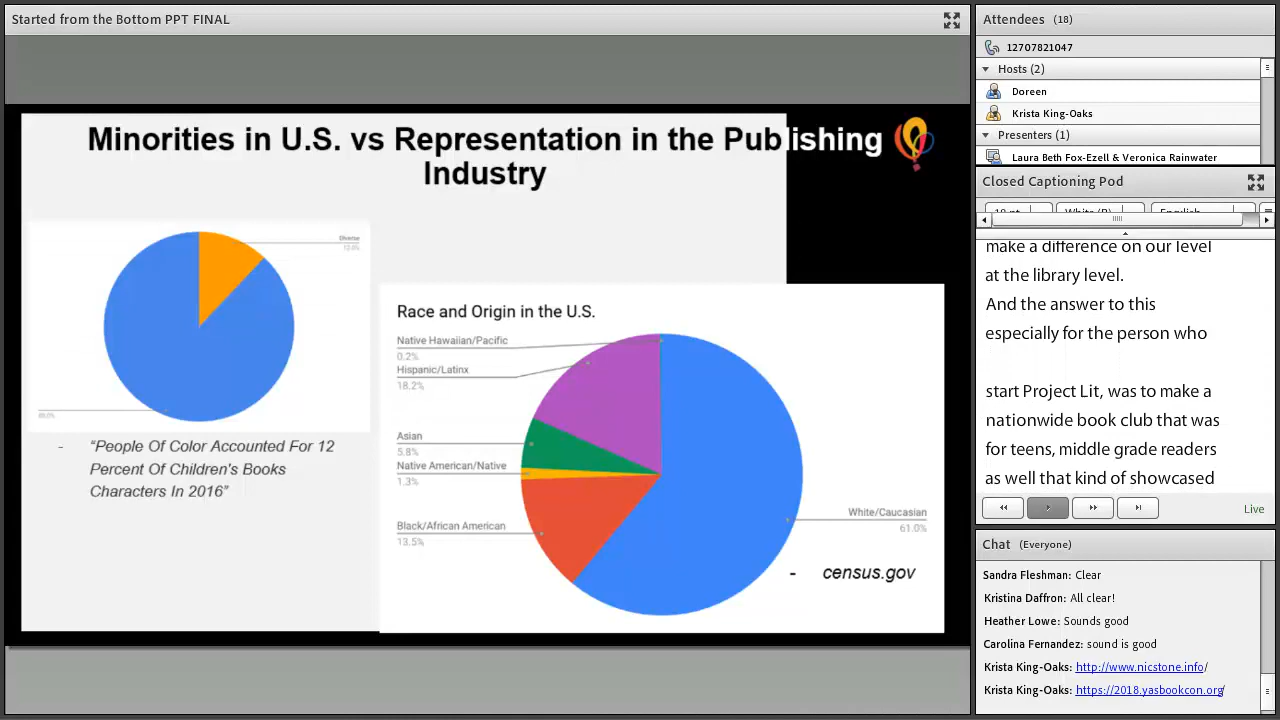 Started from the Bottom PPT FINAL
Minorities in U.S. vs Representation in the Publishing
Industry
Diverse
“People Of Color Accounted For 12
Percent Of Children's Books
Characters In 2016”
Race and Origin in the U.S.
Native Hawaiian/Pacific
0.2%
Hispanic/Latinx
18.2%
Asian
5.8%
Native American/Native
1.3%
Black/African American
13.5%
White/Caucasian
61.0%
- census.gov
Attendees (18)
12707821047
Hosts (2)
Doreen
Krista King-Oaks
Presenters (1)
Laura Beth Fox-Ezell & Veronica Rainwater
Closed Captioning Pod
make a difference on our level
at the library level.
And the answer to this
especially for the person who
start Project Lit, was to make a
nationwide book club that was
for teens, middle grade readers
as well that kind of showcased
Live
Chat (Everyone)
Sandra Fleshman: Clear
Kristina Daffron: All clear!
Heather Lowe: Sounds good
Carolina Fernandez: sound is good
Krista King-Oaks: http://www.nicstone.info/
Krista King-Oaks: https://2018.yasbookcon.org/